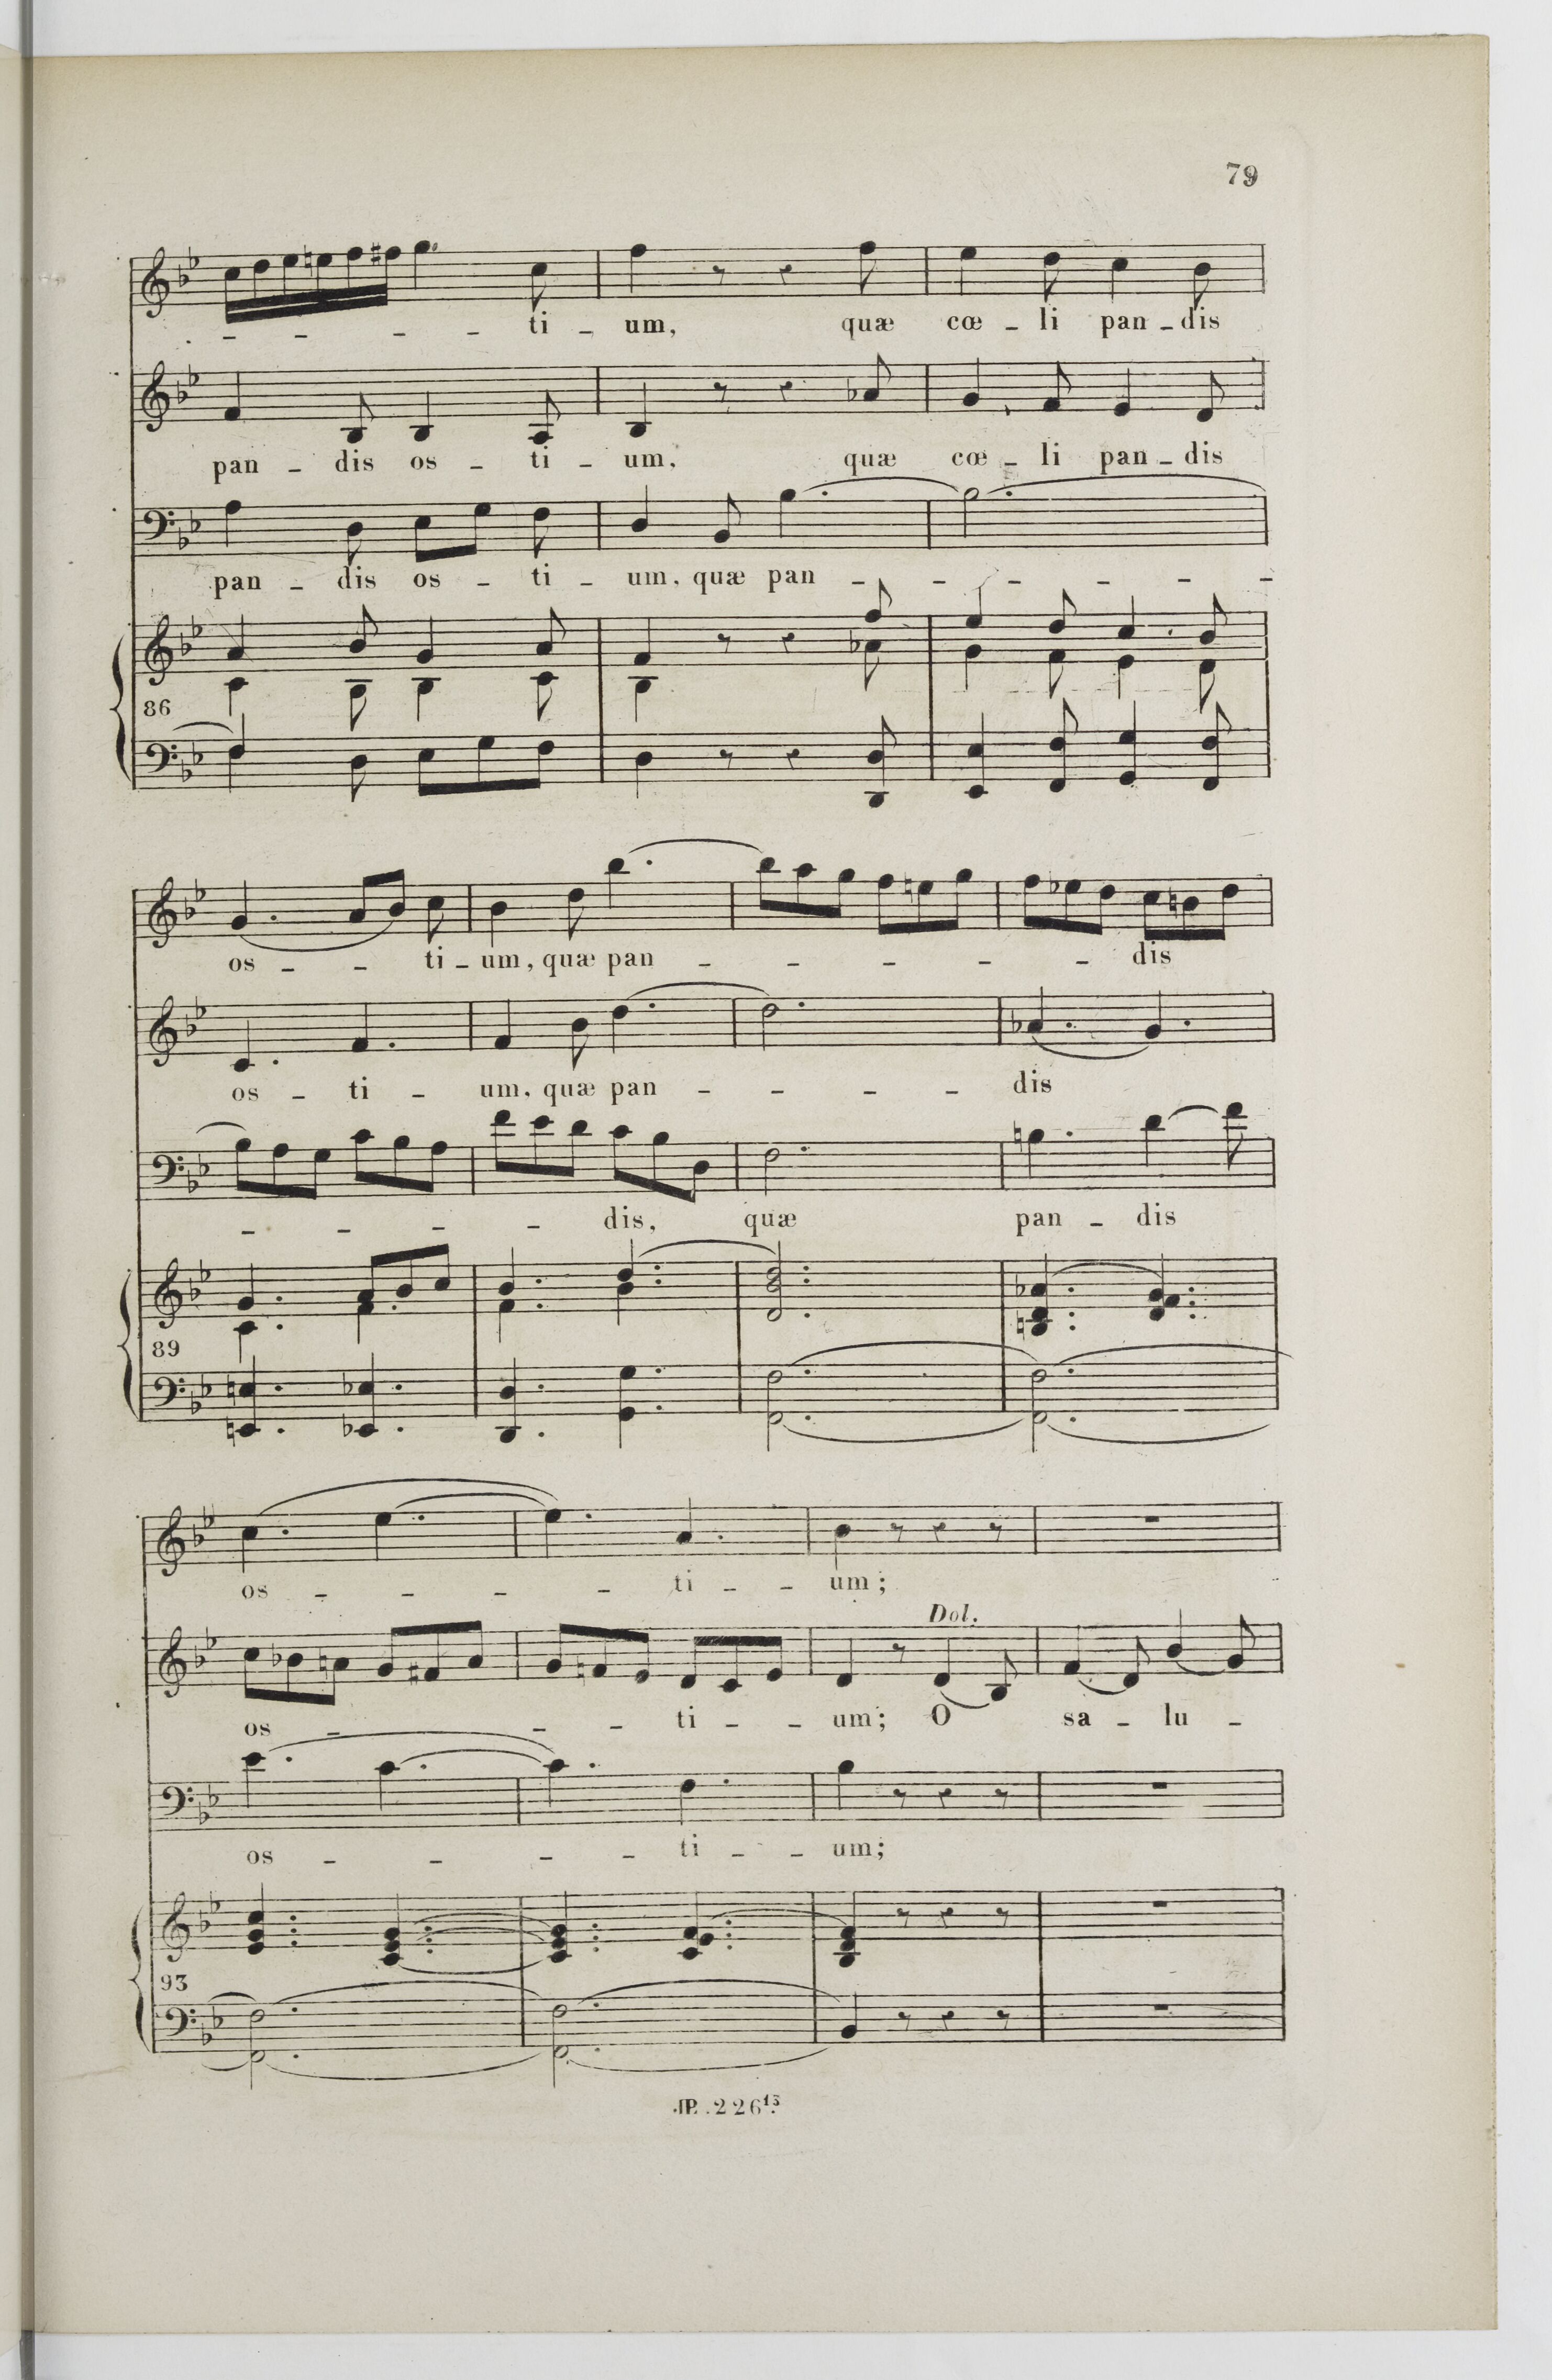 79
ti - um, quæ cœ - li pan - dis
pan - dis os - ti - um, quæ cœ - li pan - dis
pan - dis os - ti - um, quæ pan -
86
os - - ti - um, quæ pan - - - - - dis
os - ti - um, quæ pan - - - - dis
- - - - dis, quæ pan - dis
89
os - - - - ti - - um;
Dol.
os - - - ti - - um; O sa - lu -
os - - - - - ti - - um;
93
.IP. 226 15